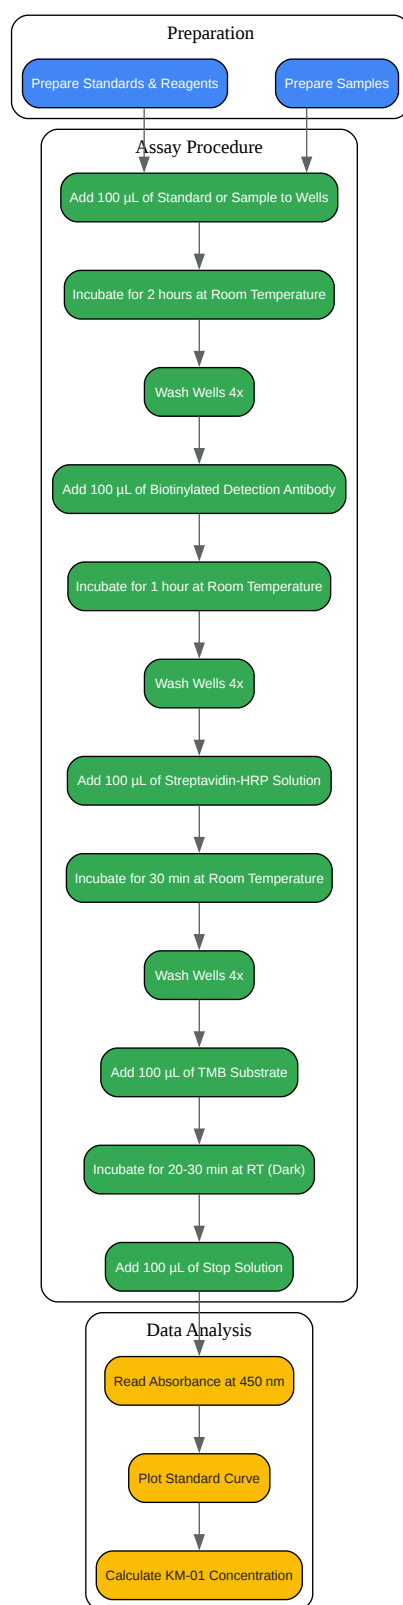 Preparation
Prepare Standards & Reagents
Prepare Samples
Assay Procedure
Add 100 µL of Standard or Sample to Wells
Incubate for 2 hours at Room Temperature
Wash Wells 4x
Add 100 µL of Biotinylated Detection Antibody
Incubate for 1 hour at Room Temperature
Wash Wells 4x
Add 100 µL of Streptavidin-HRP Solution
Incubate for 30 min at Room Temperature
Wash Wells 4x
Add 100 µL of TMB Substrate
Incubate for 20-30 min at RT (Dark)
Add 100 µL of Stop Solution
Data Analysis
Read Absorbance at 450 nm
Plot Standard Curve
Calculate KM-01 Concentration